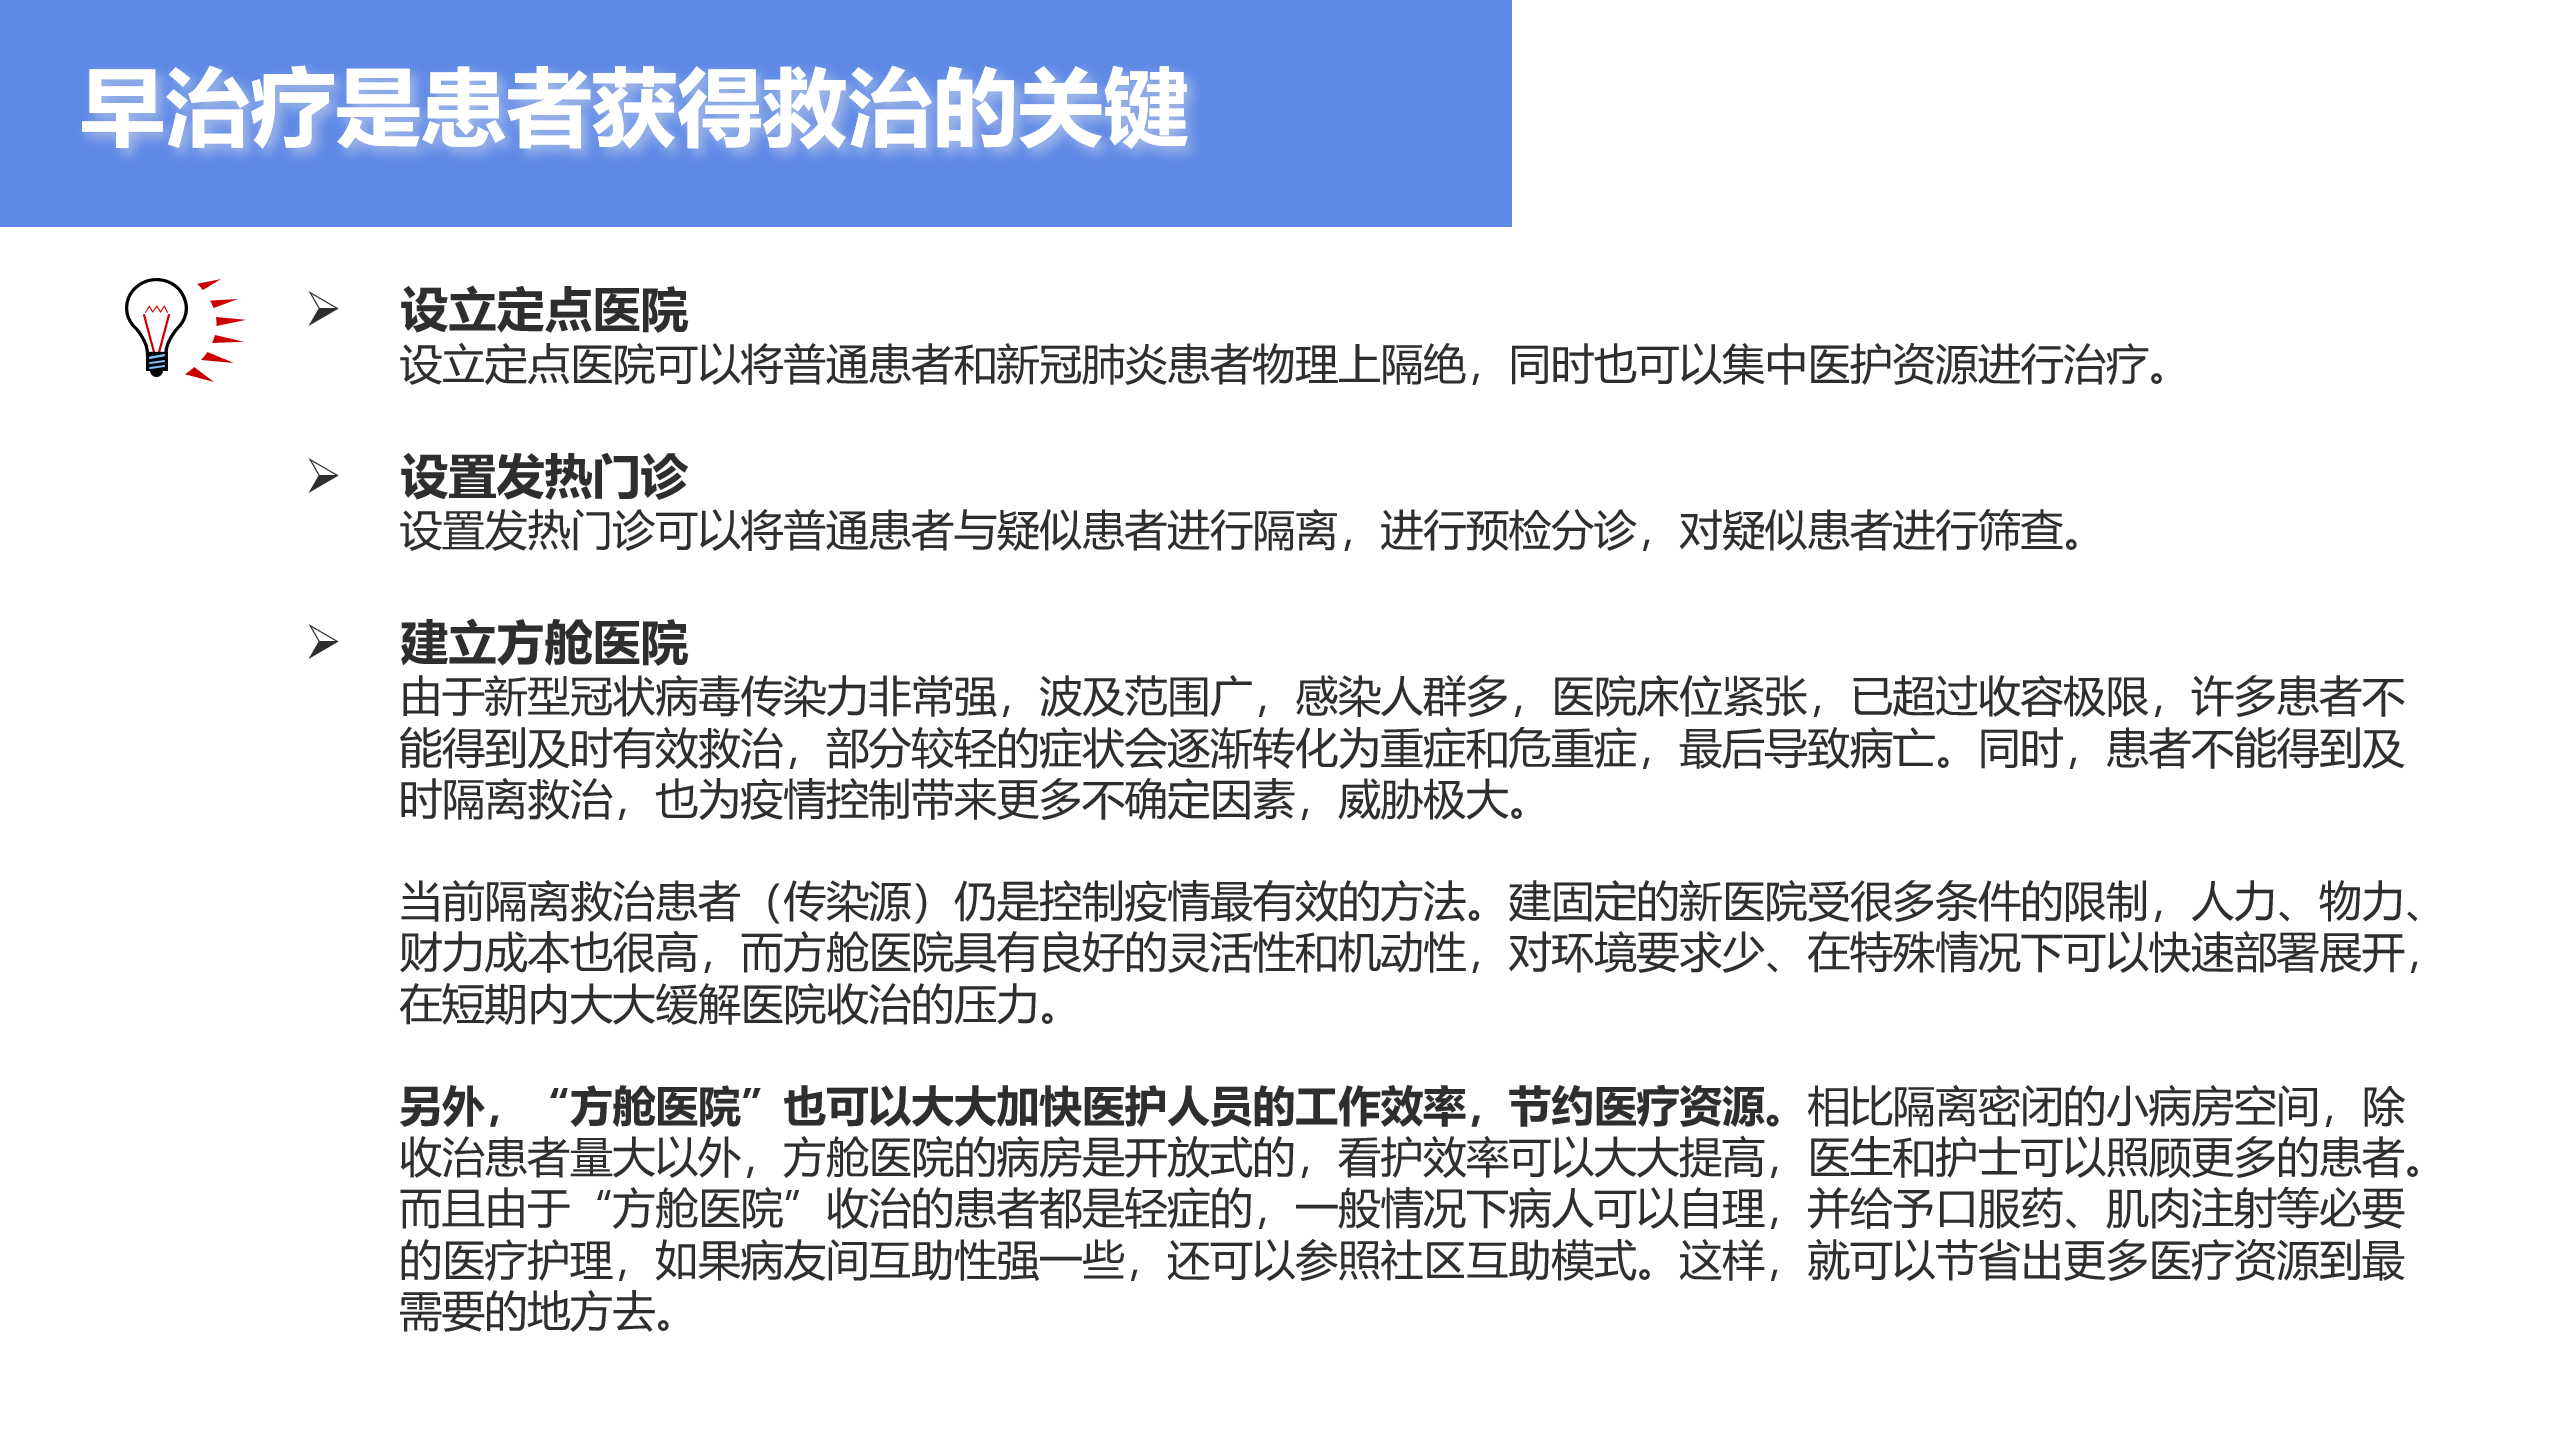 早治疗是患者获得救治的关键
设立定点医院
设立定点医院可以将普通患者和新冠肺炎患者物理上隔绝，同时也可以集中医护资源进行治疗。
设置发热门诊
设置发热门诊可以将普通患者与疑似患者进行隔离，进行预检分诊，对疑似患者进行筛查。
建立方舱医院
由于新型冠状病毒传染力非常强，波及范围广，感染人群多，医院床位紧张，已超过收容极限，许多患者不
能得到及时有效救治，部分较轻的症状会逐渐转化为重症和危重症，最后导致病亡。同时，患者不能得到及
时隔离救治，也为疫情控制带来更多不确定因素，威胁极大。
当前隔离救治患者（传染源）仍是控制疫情最有效的方法。建固定的新医院受很多条件的限制，人力、物力、
财力成本也很高，而方舱医院具有良好的灵活性和机动性，对环境要求少、在特殊情况下可以快速部署展开，
在短期内大大缓解医院收治的压力。
另外，“方舱医院”也可以大大加快医护人员的工作效率，节约医疗资源。相比隔离密闭的小病房空间，除
收治患者量大以外，方舱医院的病房是开放式的，看护效率可以大大提高，医生和护士可以照顾更多的患者。
而且由于“方舱医院”收治的患者都是轻症的，一般情况下病人可以自理，并给予口服药、肌肉注射等必要
的医疗护理，如果病友间互助性强一些，还可以参照社区互助模式。这样，就可以节省出更多医疗资源到最
需要的地方去。